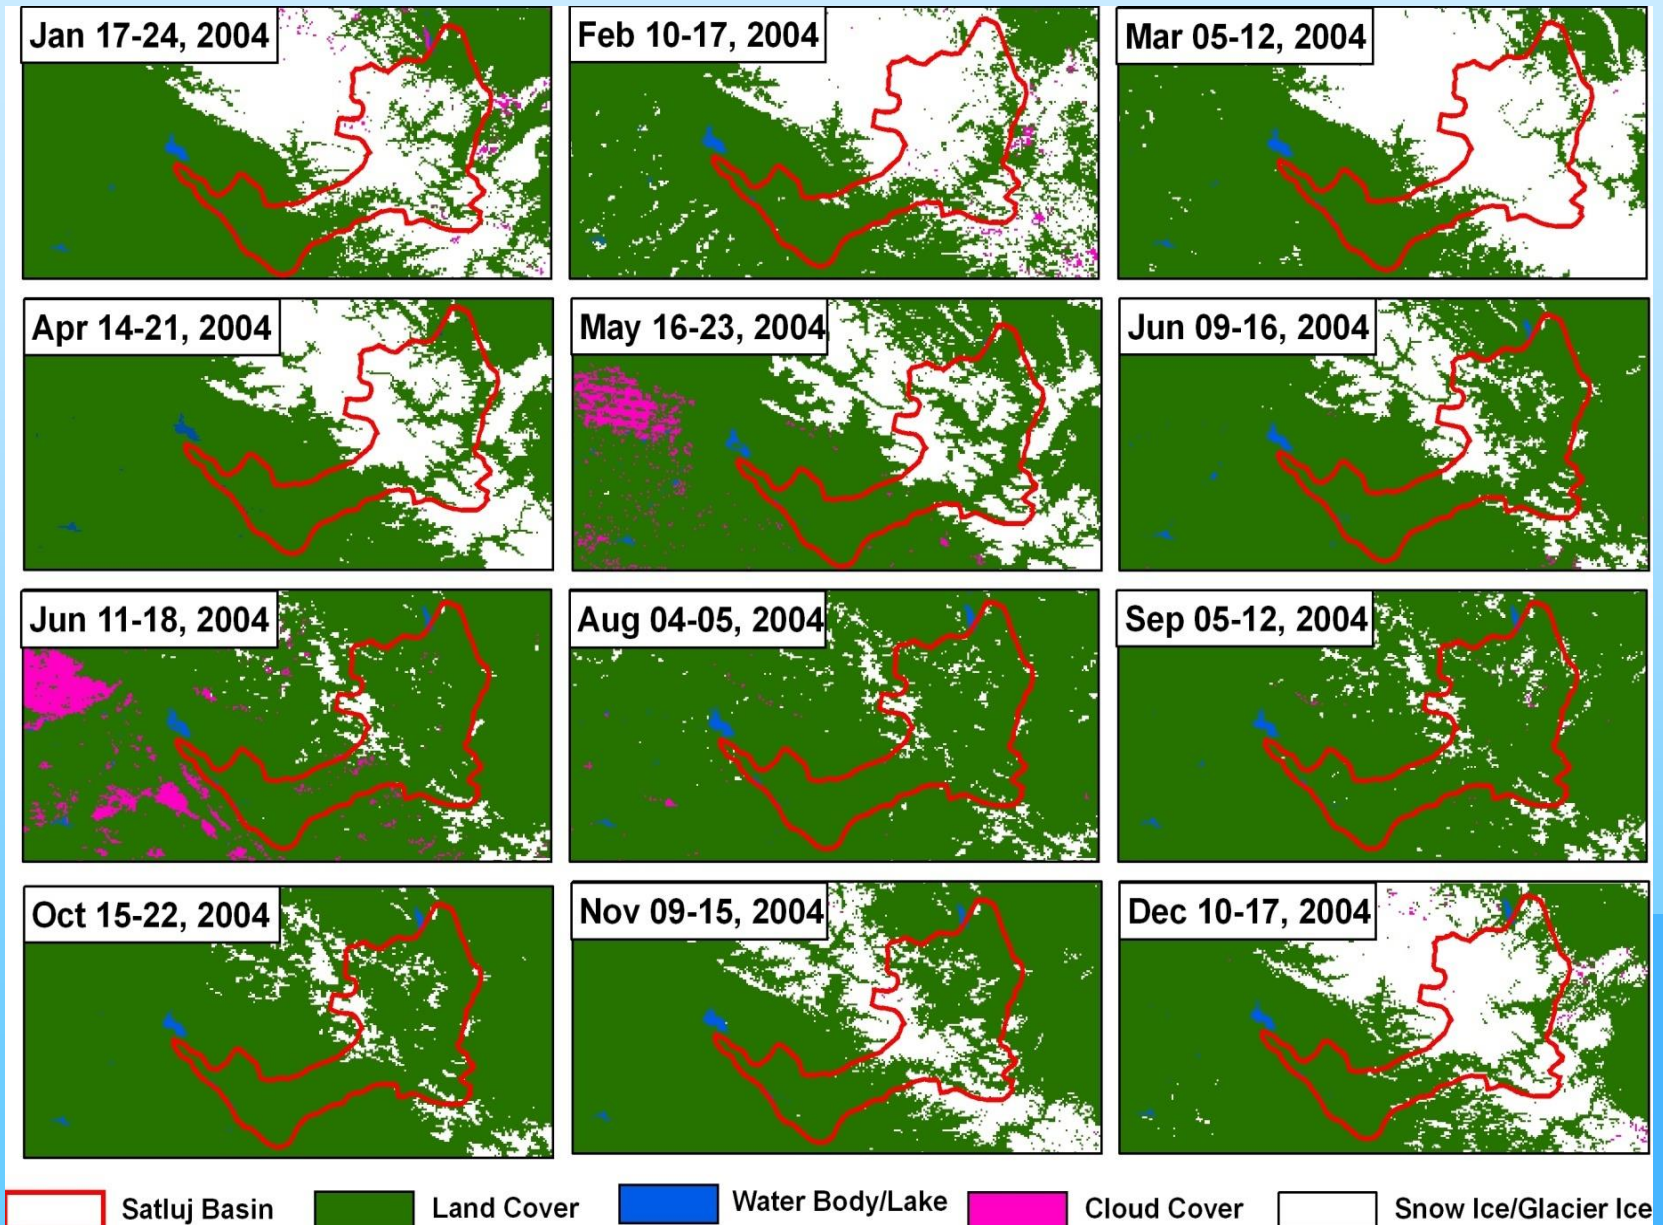 Jan 17-24, 2004
Feb 10-17, 2004
Mar 05-12, 2004
Apr 14-21, 2004
May 16-23, 2004
Jun 09-16, 2004
Jun 11-18, 2004
Aug 04-05, 2004
Sep 05-12, 2004
Oct 15-22, 2004
Nov 09-15, 2004
Dec 10-17, 2004
Satluj Basin
Land Cover
Water Body/Lake
Cloud Cover
Snow Ice/Glacier Ice